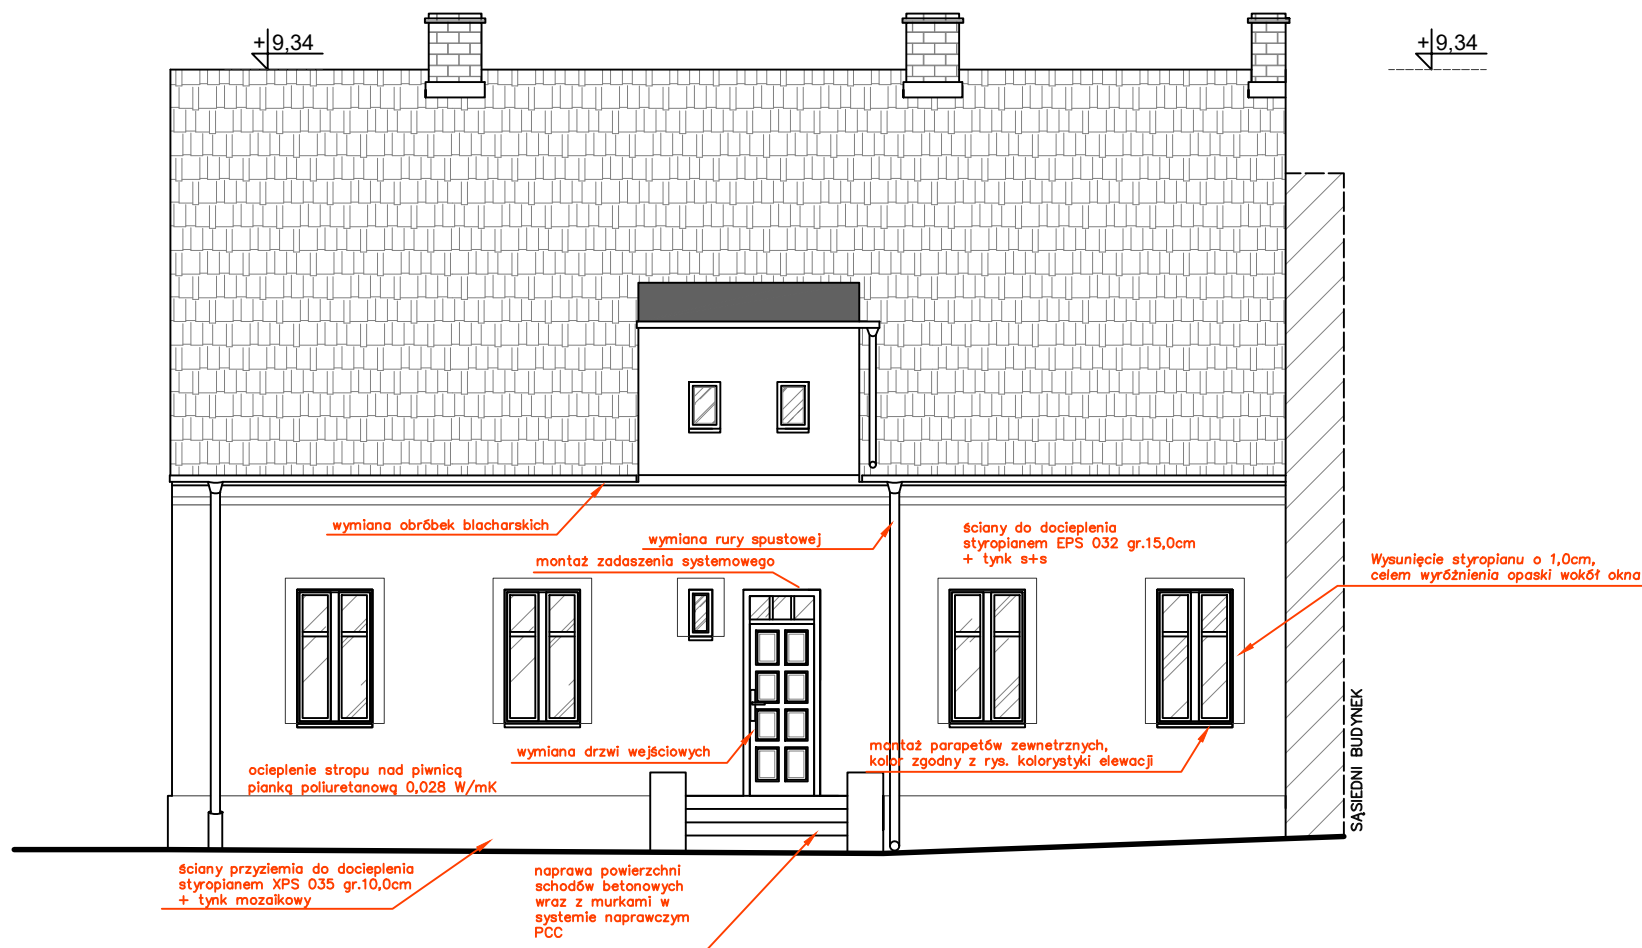 +9,34
+9,34
wymiana obróbek blacharskich
wymiana rury spustowej
montaż zadaszenia systemowego
ściany do docieplenia
styropianem EPS 032 gr.15,0cm
+ tynk s+s
Wysunięcie styropianu o 1,0cm,
celem wyróżnienia opaski wokół okna
wymiana drzwi wejściowych
montaż parapetów zewnetrznych,
kolor zgodny z rys. kolorystyki elewacji
ocieplenie stropu nad piwnicą
pianką poliuretanową 0,028 W/mK
SĄSIEDNI BUDYNEK
ściany przyziemia do docieplenia
styropianem XPS 035 gr.10,0cm
+ tynk mozaikowy
naprawa powierzchni
schodów betonowych
wraz z murkami w
systemie naprawczym
PCC